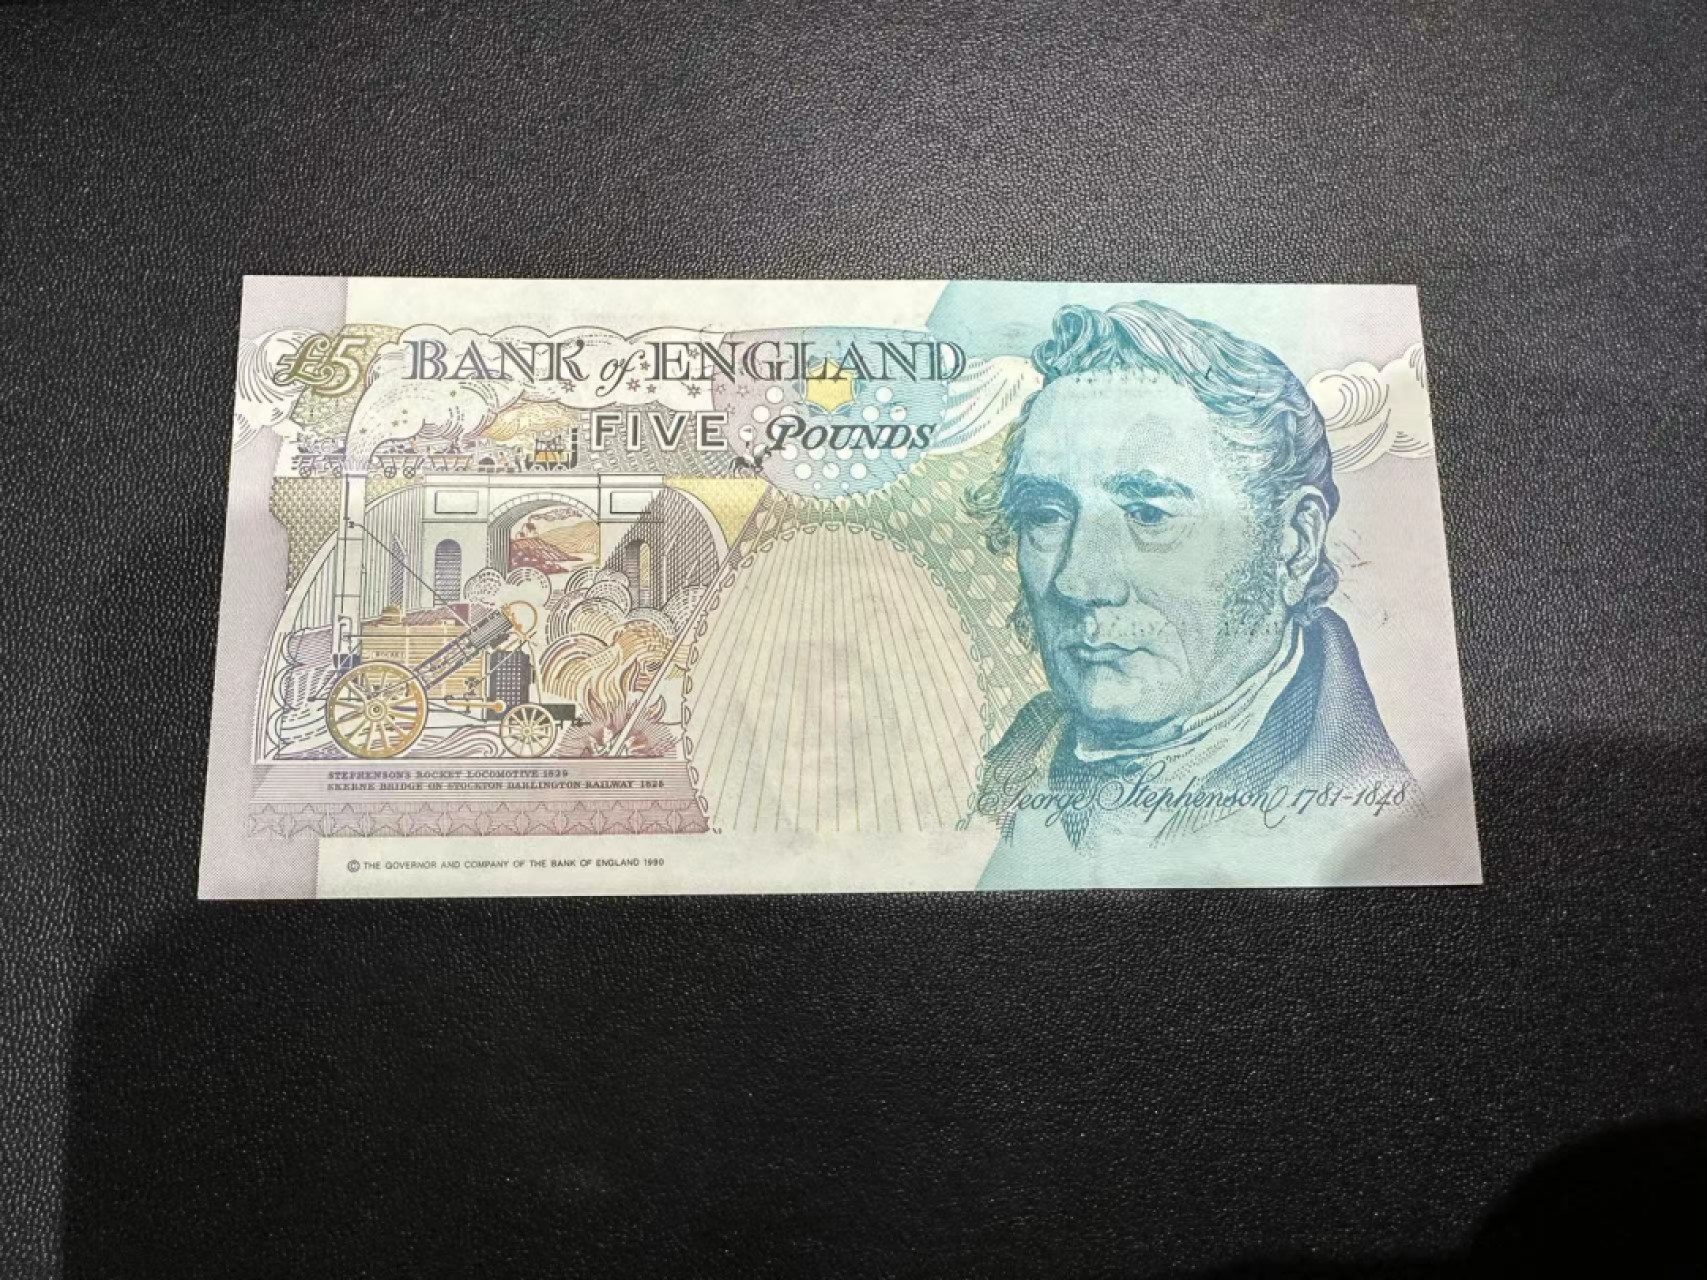 £5 BANK of ENGLAND
FIVE POUNDS
ROCKET
STEPHENSON'S ROCKET LOCOMOTIVE 1829
SKERNE BRIDGE ON STOCKTON DARLINGTON RAILWAY 1825
George Stephenson 1781-1848
© THE GOVERNOR AND COMPANY OF THE BANK OF ENGLAND 1990